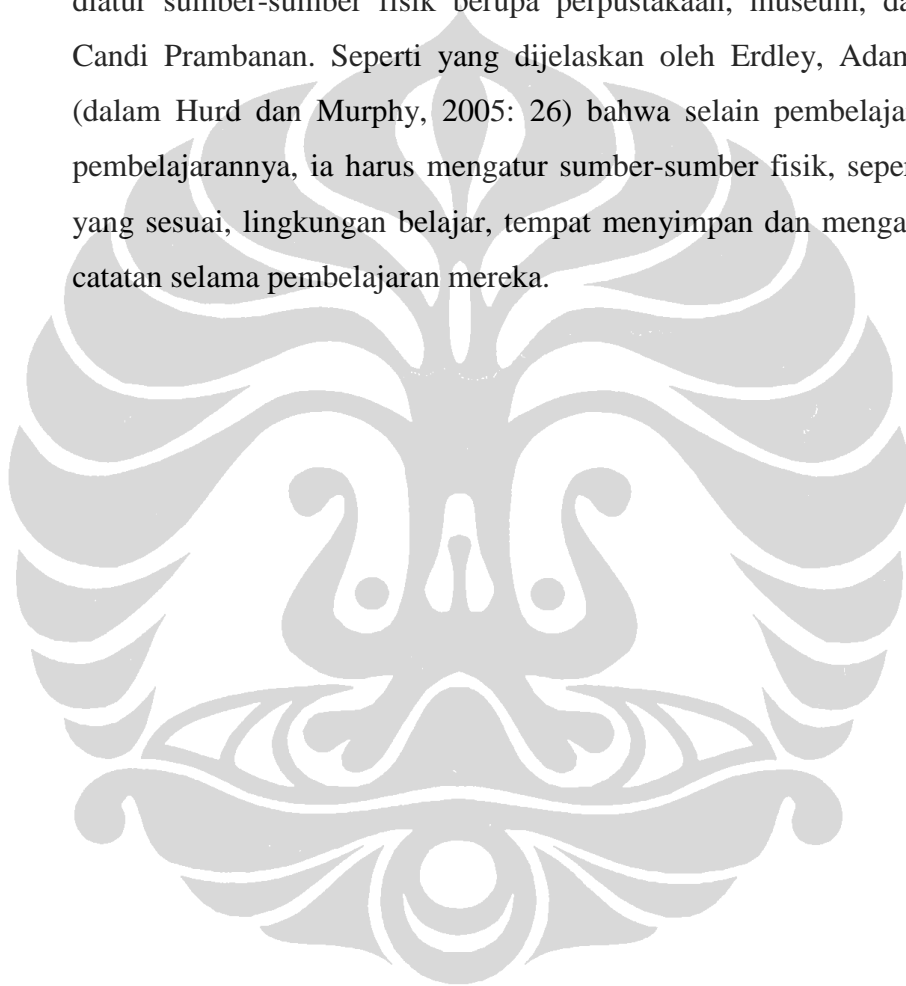 diatur sumber-sumber fisik berupa perpustakaan, museum, da
Candi Prambanan. Seperti yang dijelaskan oleh Erdley, Adam
(dalam Hurd dan Murphy, 2005: 26) bahwa selain pembelaja
pembelajarannya, ia harus mengatur sumber-sumber fisik, seper
yang sesuai, lingkungan belajar, tempat menyimpan dan menga
catatan selama pembelajaran mereka.